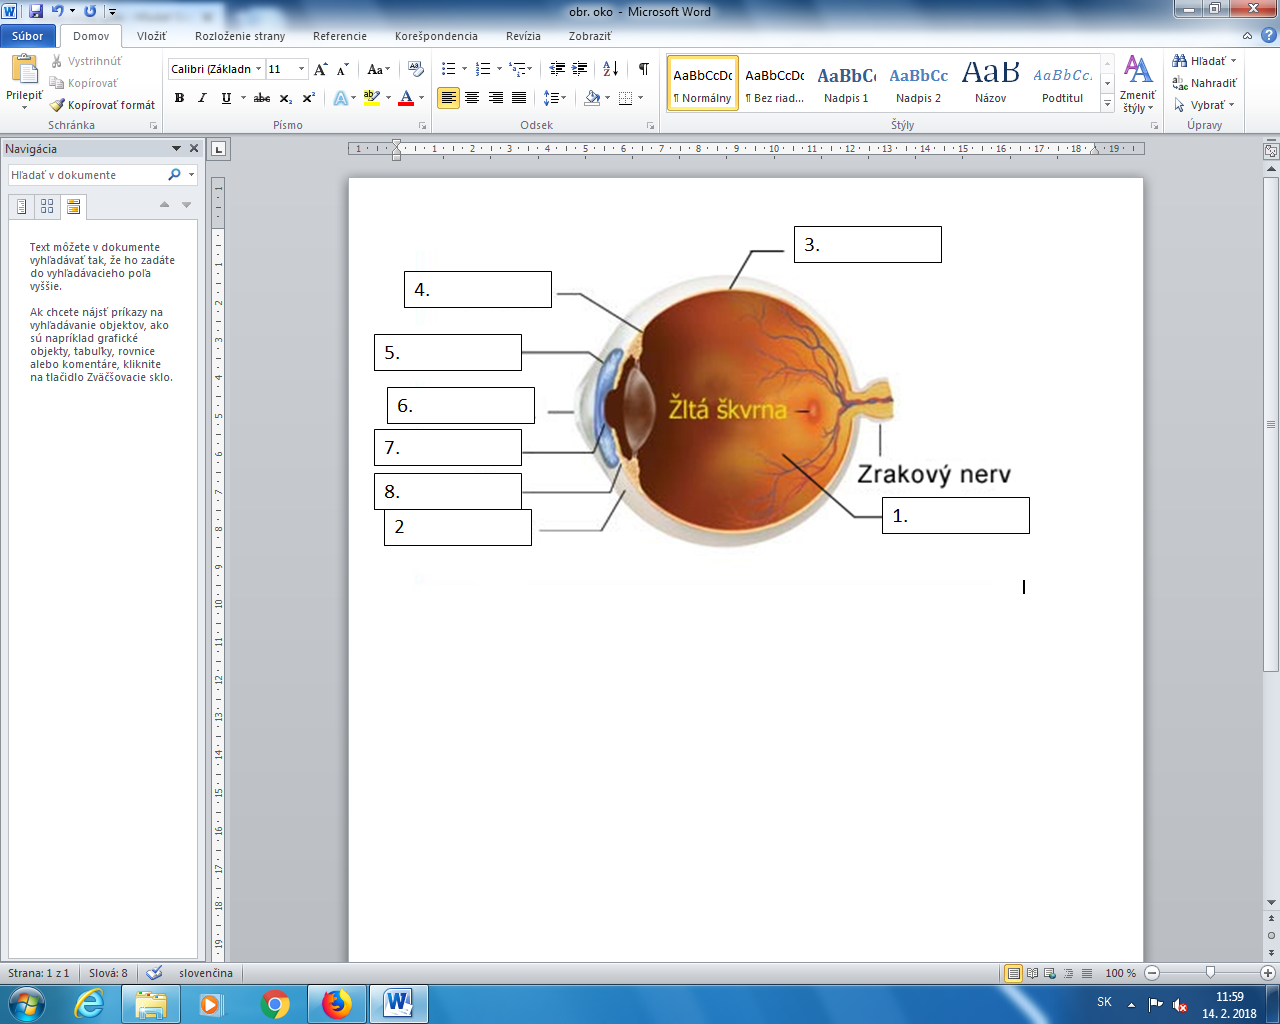 obr. oko - Microsoft Word
Súbor Domov Vložiť Rozloženie strany Referencie Korešpondencia Revízia Zobraziť
Prilepiť
Vystrihnúť
Kopírovať
Kopírovať formát
Schránka
Calibri (Základn 11
Písmo
Odsek
AaBbCcDc AaBbCcDc AaBbCc AaBbCc AaB AaBbCc.
¶ Normálny ¶ Bez riad... Nadpis 1 Nadpis 2 Názov Podtitul
Zmeniť štýly
Štýly
Hľadať
Nahradiť
Vybrať
Úpravy
Navigácia
Hľadať v dokumente
Text môžete v dokumente
vyhľadávať tak, že ho zadáte
do vyhľadávacieho poľa
vyššie.
Ak chcete nájsť príkazy na
vyhľadávanie objektov, ako
sú napríklad grafické
objekty, tabuľky, rovnice
alebo komentáre, kliknite
na tlačidlo Zväčšovacie sklo.
3.
4.
5.
6.
7.
8.
2
Žltá škvrna
Zrakový nerv
1.
Strana: 1 z 1 Slová: 8 slovenčina
100 %
SK
11:59
14. 2. 2018